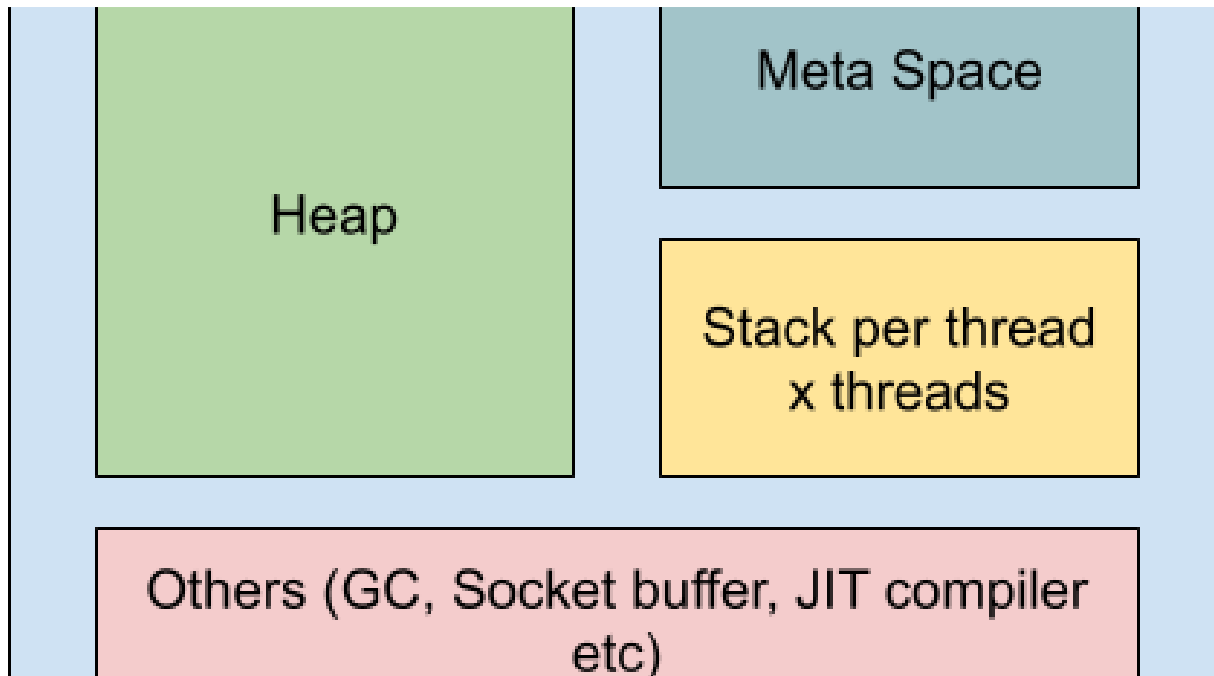 Meta Space
Heap
Stack per thread
x threads
Others (GC, Socket buffer, JIT compiler
etc)